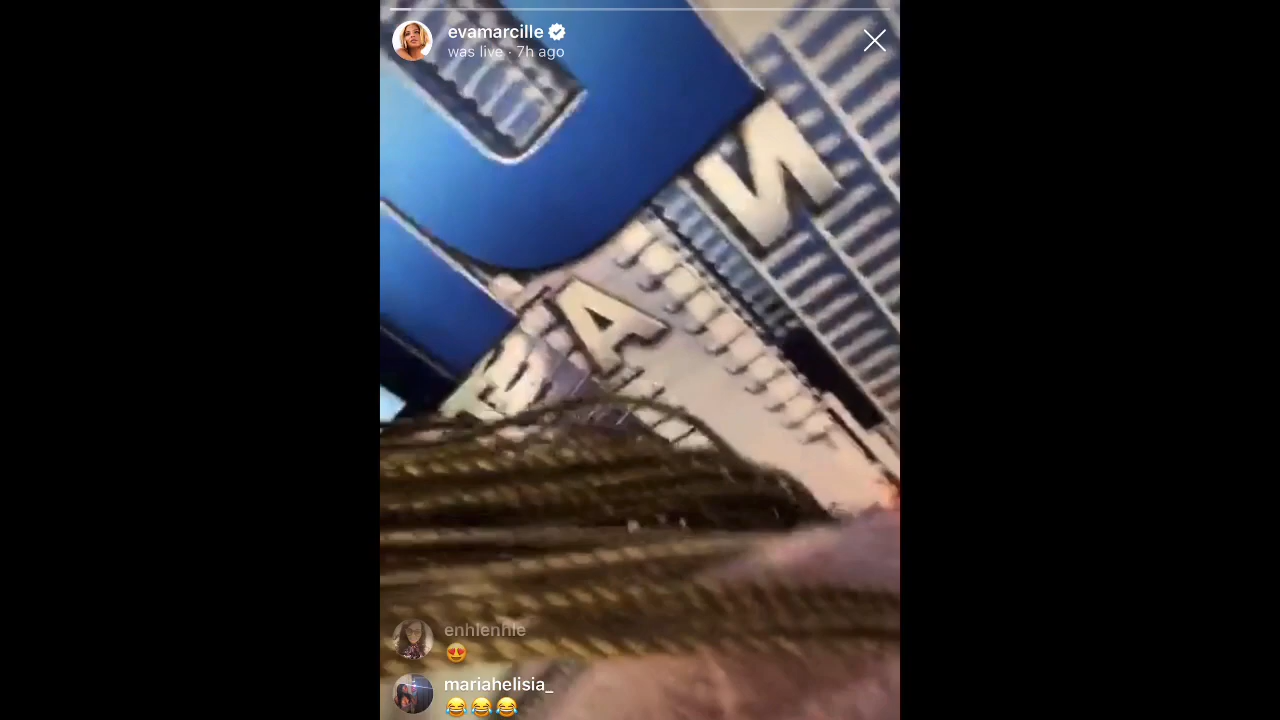 evamarcille
was live · 7h ago
N
A
enhlenhle
😍
mariahelisia_
😂😂😂